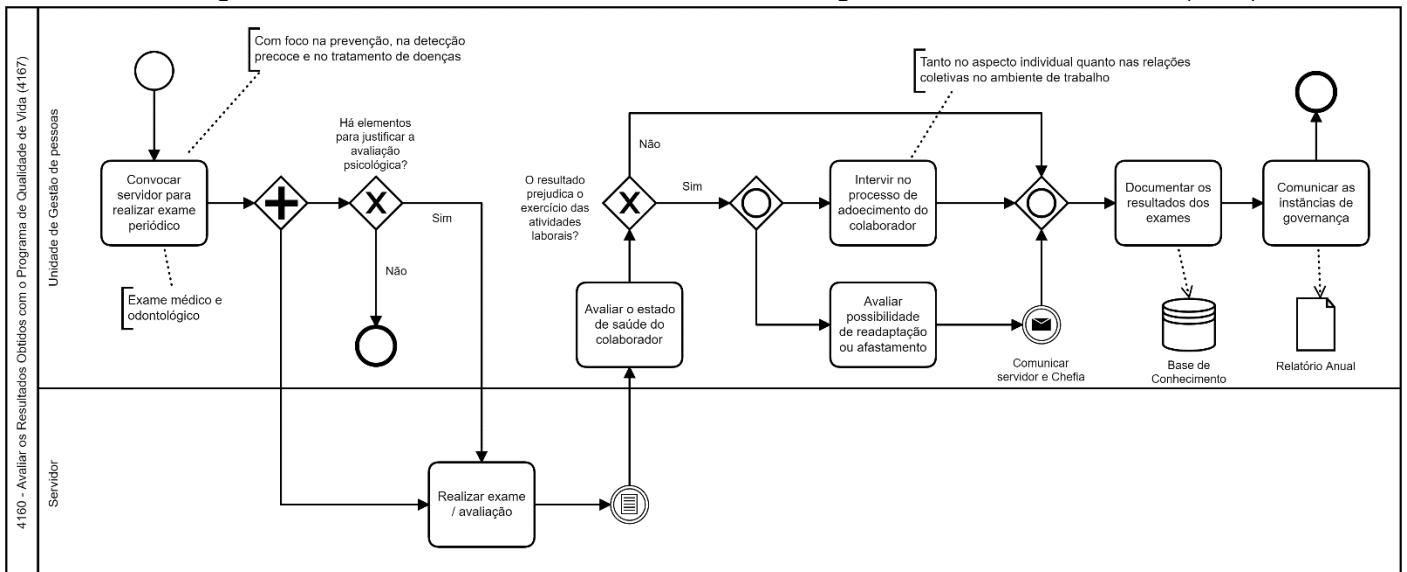 4160 - Avaliar os Resultados Obtidos com o Programa de Qualidade de Vida (4167)
Unidade de Gestão de pessoas
Com foco na prevenção, na detecção
precoce e no tratamento de doenças
Convocar
servidor para
realizar exame
periódico
Exame médico e
odontológico
Há elementos
para justificar a
avaliação
psicológica?
Sim
Não
O resultado
prejudica o
exercício das
atividades
laborais?
Não
Sim
Avaliar o estado
de saúde do
colaborador
Tanto no aspecto individual quanto nas relações
coletivas no ambiente de trabalho
Intervir no
processo de
adoecimento do
colaborador
Avaliar
possibilidade
de readaptação
ou afastamento
Comunicar
servidor e Chefia
Documentar os
resultados dos
exames
Base de
Conhecimento
Comunicar as
instâncias de
governança
Relatório Anual
Servidor
Realizar exame
/ avaliação